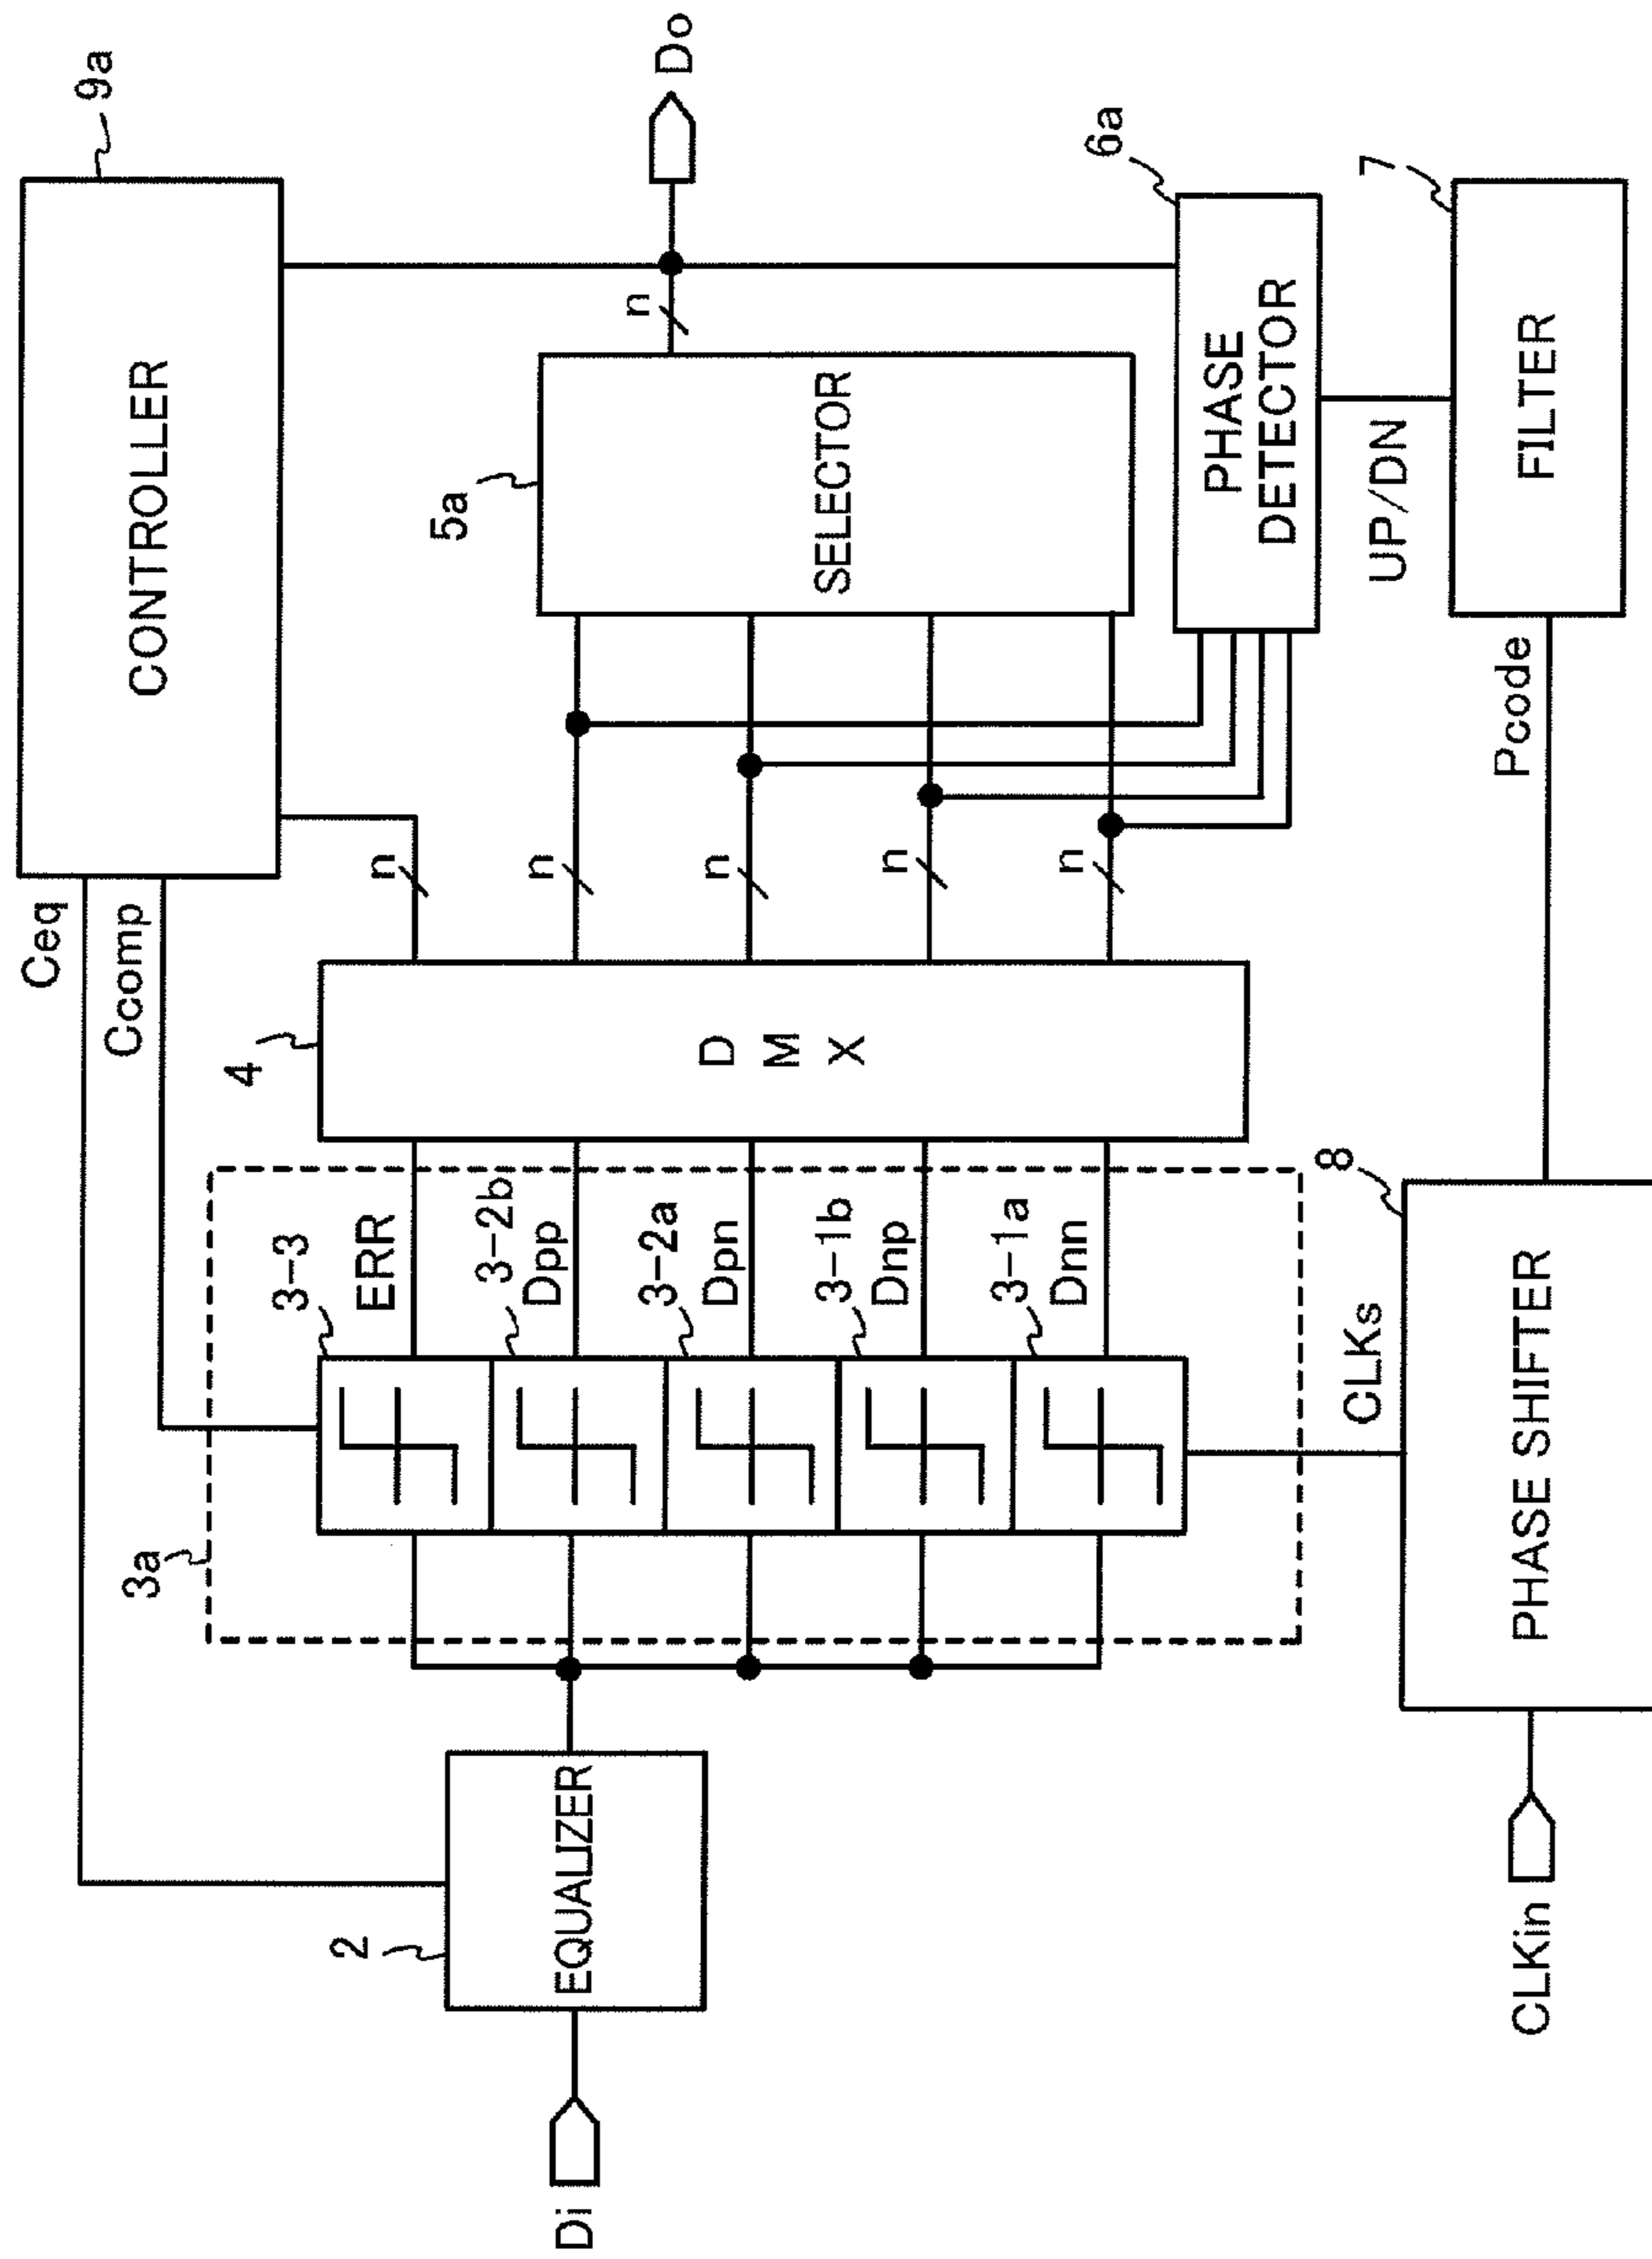 9a
CONTROLLER
Ceq
Ccomp
3a
3-3
ERR
3-2b
Dpp
3-2a
Dpn
3-1b
Dnp
3-1a
Dnn
4
D
M
X
n
n
n
n
n
5a
SELECTOR
n
Do
2
EQUALIZER
Di
6a
PHASE
DETECTOR
UP/DN
7
FILTER
Pcode
8
PHASE SHIFTER
CLKs
CLKin